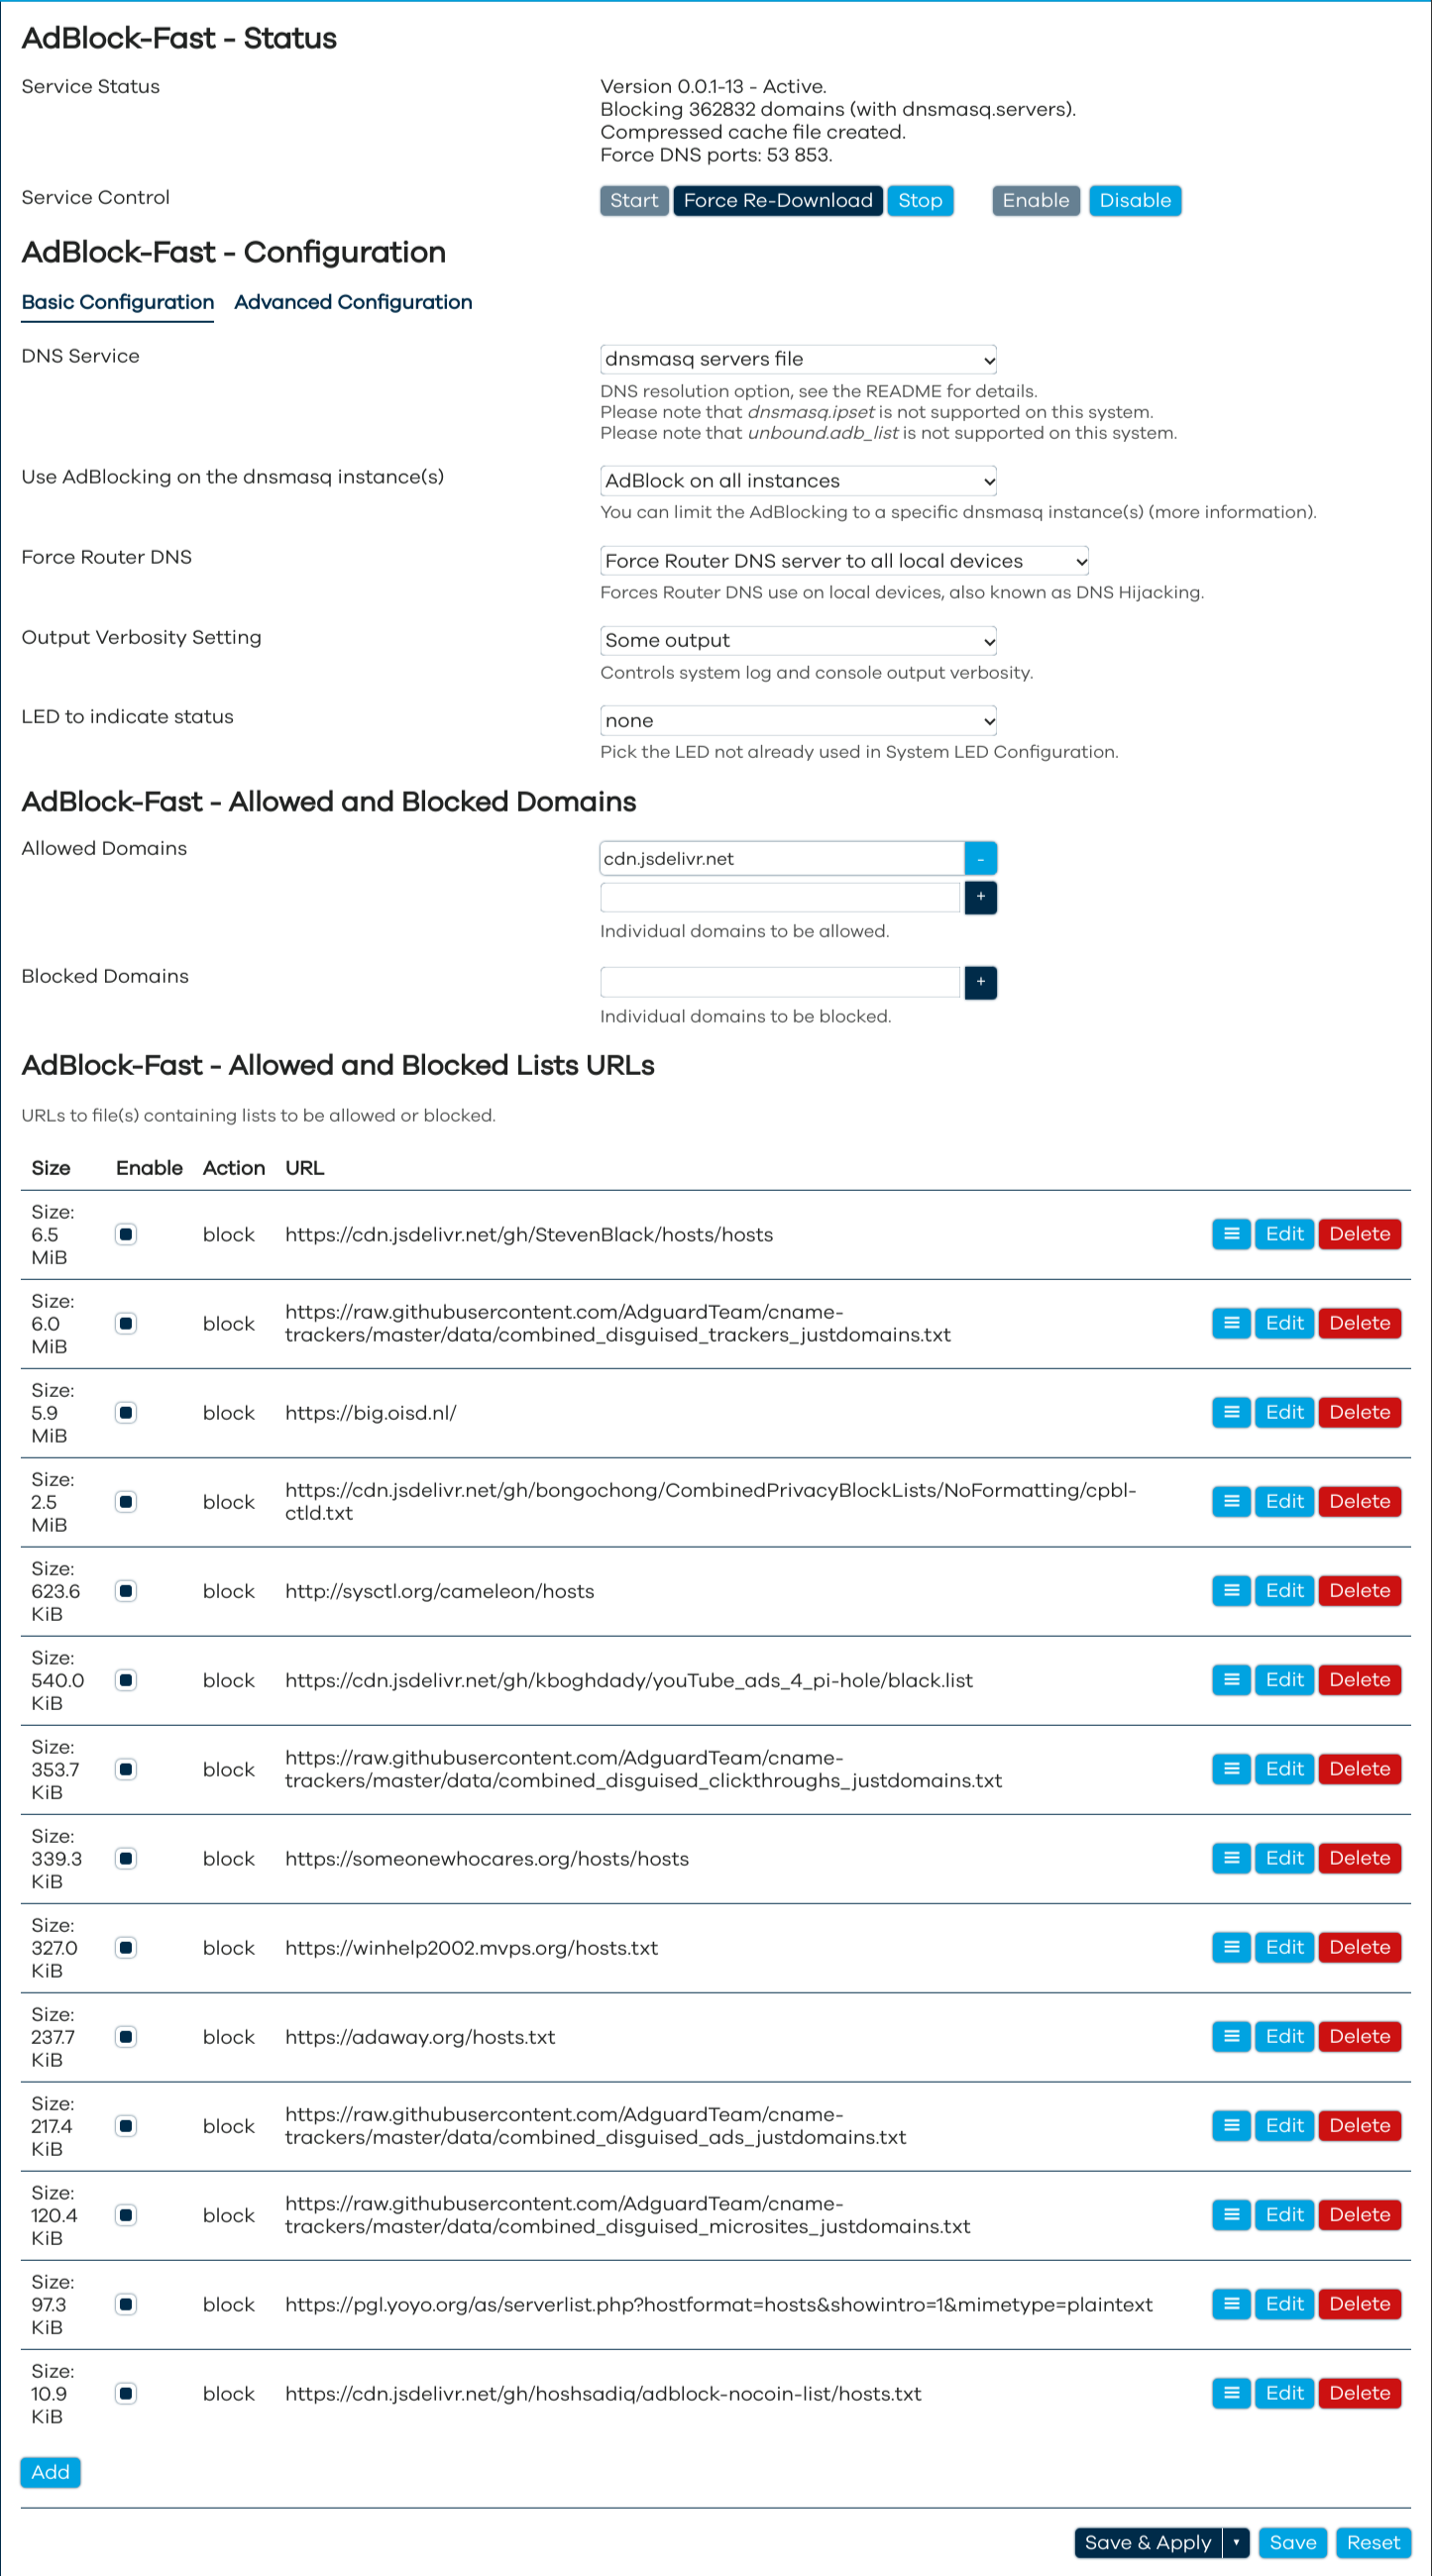 AdBlock-Fast - Status
Service Status
Version 0.0.1-13 - Active.
Blocking 362832 domains (with dnsmasq.servers).
Compressed cache file created.
Force DNS ports: 53 853.
Service Control
Start Force Re-Download Stop Enable Disable
AdBlock-Fast - Configuration
Basic Configuration Advanced Configuration
DNS Service
dnsmasq servers file
DNS resolution option, see the README for details.
Please note that dnsmasq.ipset is not supported on this system.
Please note that unbound.adb_list is not supported on this system.
Use AdBlocking on the dnsmasq instance(s)
AdBlock on all instances
You can limit the AdBlocking to a specific dnsmasq instance(s) (more information).
Force Router DNS
Force Router DNS server to all local devices
Forces Router DNS use on local devices, also known as DNS Hijacking.
Output Verbosity Setting
Some output
Controls system log and console output verbosity.
LED to indicate status
none
Pick the LED not already used in System LED Configuration.
AdBlock-Fast - Allowed and Blocked Domains
Allowed Domains
cdn.jsdelivr.net -
+
Individual domains to be allowed.
Blocked Domains
+
Individual domains to be blocked.
AdBlock-Fast - Allowed and Blocked Lists URLs
URLs to file(s) containing lists to be allowed or blocked.
Size Enable Action URL
Size:
6.5
MiB
block https://cdn.jsdelivr.net/gh/StevenBlack/hosts/hosts Edit Delete
Size:
6.0
MiB
block
https://raw.githubusercontent.com/AdguardTeam/cname-
trackers/master/data/combined_disguised_trackers_justdomains.txt
Edit Delete
Size:
5.9
MiB
block https://big.oisd.nl/ Edit Delete
Size:
2.5
MiB
block
https://cdn.jsdelivr.net/gh/bongochong/CombinedPrivacyBlockLists/NoFormatting/cpbl-
ctld.txt
Edit Delete
Size:
623.6
KiB
block http://sysctl.org/cameleon/hosts Edit Delete
Size:
540.0
KiB
block https://cdn.jsdelivr.net/gh/kboghdady/youTube_ads_4_pi-hole/black.list Edit Delete
Size:
353.7
KiB
block
https://raw.githubusercontent.com/AdguardTeam/cname-
trackers/master/data/combined_disguised_clickthroughs_justdomains.txt
Edit Delete
Size:
339.3
KiB
block https://someonewhocares.org/hosts/hosts Edit Delete
Size:
327.0
KiB
block https://winhelp2002.mvps.org/hosts.txt Edit Delete
Size:
237.7
KiB
block https://adaway.org/hosts.txt Edit Delete
Size:
217.4
KiB
block
https://raw.githubusercontent.com/AdguardTeam/cname-
trackers/master/data/combined_disguised_ads_justdomains.txt
Edit Delete
Size:
120.4
KiB
block
https://raw.githubusercontent.com/AdguardTeam/cname-
trackers/master/data/combined_disguised_microsites_justdomains.txt
Edit Delete
Size:
97.3
KiB
block https://pgl.yoyo.org/as/serverlist.php?hostformat=hosts&showintro=1&mimetype=plaintext Edit Delete
Size:
10.9
KiB
block https://cdn.jsdelivr.net/gh/hoshsadiq/adblock-nocoin-list/hosts.txt Edit Delete
Add
Save & Apply Save Reset